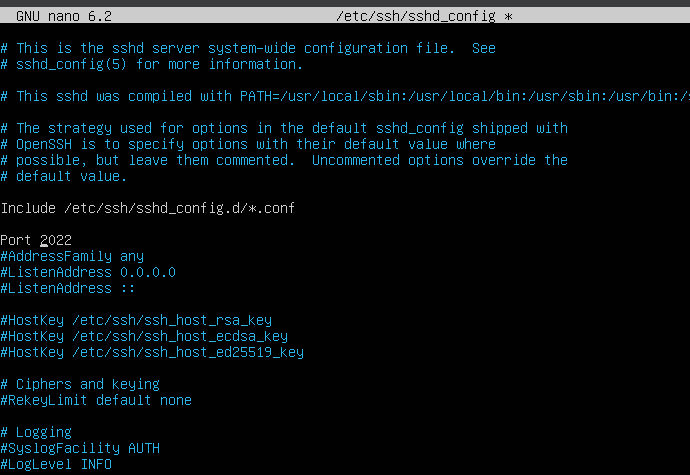 GNU nano 6.2 /etc/ssh/sshd_config *
# This is the sshd server system-wide configuration file.  See
# sshd_config(5) for more information.
# This sshd was compiled with PATH=/usr/local/sbin:/usr/local/bin:/usr/sbin:/usr/bin:/s
# The strategy used for options in the default sshd_config shipped with
# OpenSSH is to specify options with their default value where
# possible, but leave them commented.  Uncommented options override the
# default value.
Include /etc/ssh/sshd_config.d/*.conf
Port 2022
#AddressFamily any
#ListenAddress 0.0.0.0
#ListenAddress ::
#HostKey /etc/ssh/ssh_host_rsa_key
#HostKey /etc/ssh/ssh_host_ecdsa_key
#HostKey /etc/ssh/ssh_host_ed25519_key
# Ciphers and keying
#RekeyLimit default none
# Logging
#SyslogFacility AUTH
#LogLevel INFO